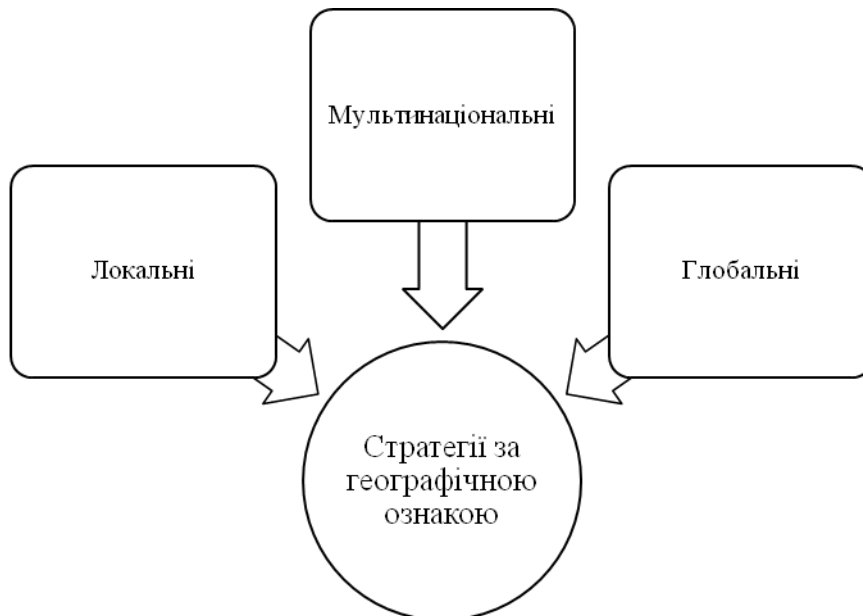 Мультинаціональні
Локальні
Глобальні
Стратегії за
географічною
ознакою